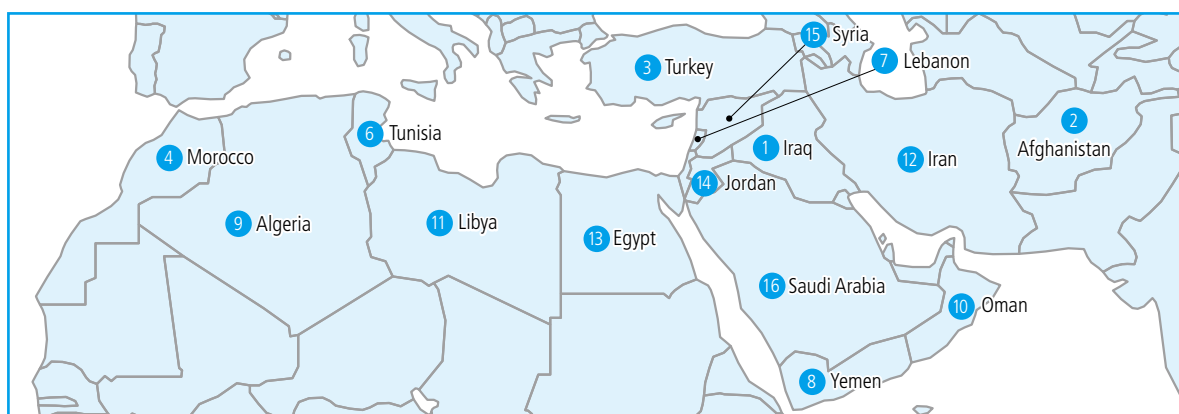 15 Syria
7 Lebanon
3 Turkey
2
Afghanistan
6 Tunisia
1 Iraq
4 Morocco
12 Iran
14 Jordan
9 Algeria
11 Libya
13 Egypt
16 Saudi Arabia
10 Oman
8 Yemen